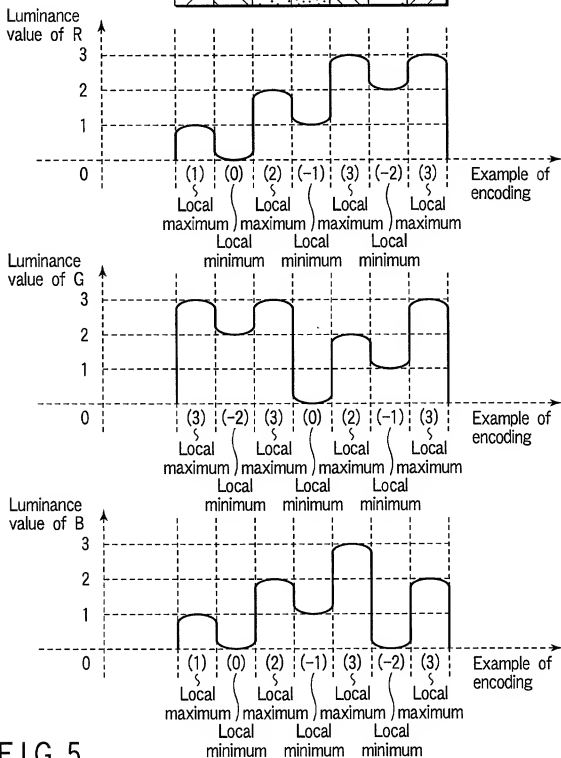 Luminance
value of R
3
2
1
0
(1) (0) (2) (-1) (3) (-2) (3)
Example of
encoding
Local Local Local Local
maximum maximum maximum maximum
Local Local Local
minimum minimum minimum
Luminance
value of G
3
2
1
0
(3) (-2) (3) (0) (2) (-1) (3)
Example of
encoding
Local Local Local Local
maximum maximum maximum maximum
Local Local Local
minimum minimum minimum
Luminance
value of B
3
2
1
0
(1) (0) (2) (-1) (3) (-2) (3)
Example of
encoding
Local Local Local Local
maximum maximum maximum maximum
Local Local Local
minimum minimum minimum
FIG. 5